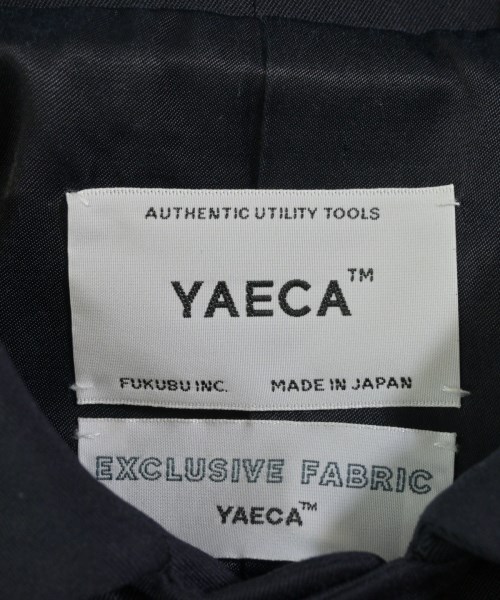 AUTHENTIC UTILITY TOOLS
YAECA™
FUKUBU INC. MADE IN JAPAN
EXCLUSIVE FABRIC
YAECA™